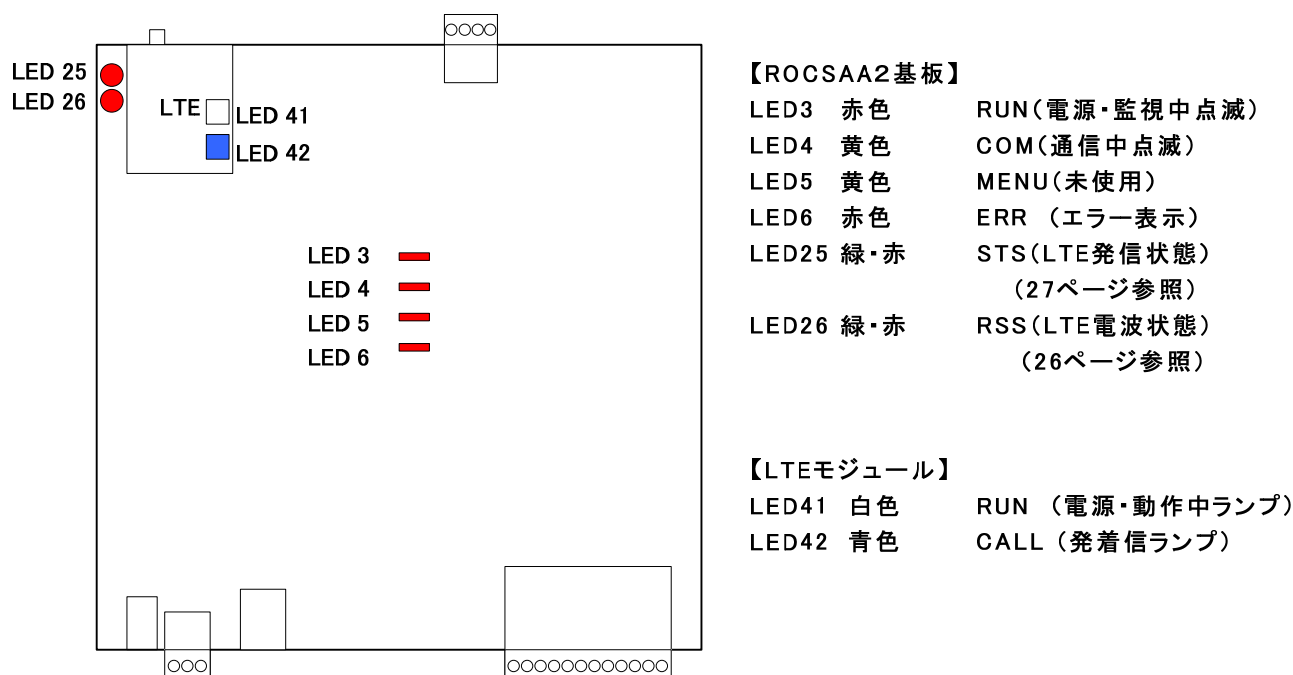 LED 25
LED 26
LTE
LED 41
LED 42
LED 3
LED 4
LED 5
LED 6
【ROCSAA2基板】
LED3 赤色 RUN(電源・監視中点滅)
LED4 黄色 COM(通信中点滅)
LED5 黄色 MENU(未使用)
LED6 赤色 ERR (エラー表示)
LED25 緑・赤 STS(LTE発信状態)
(27ページ参照)
LED26 緑・赤 RSS(LTE電波状態)
(26ページ参照)
【LTEモジュール】
LED41 白色 RUN (電源・動作中ランプ)
LED42 青色 CALL (発着信ランプ)